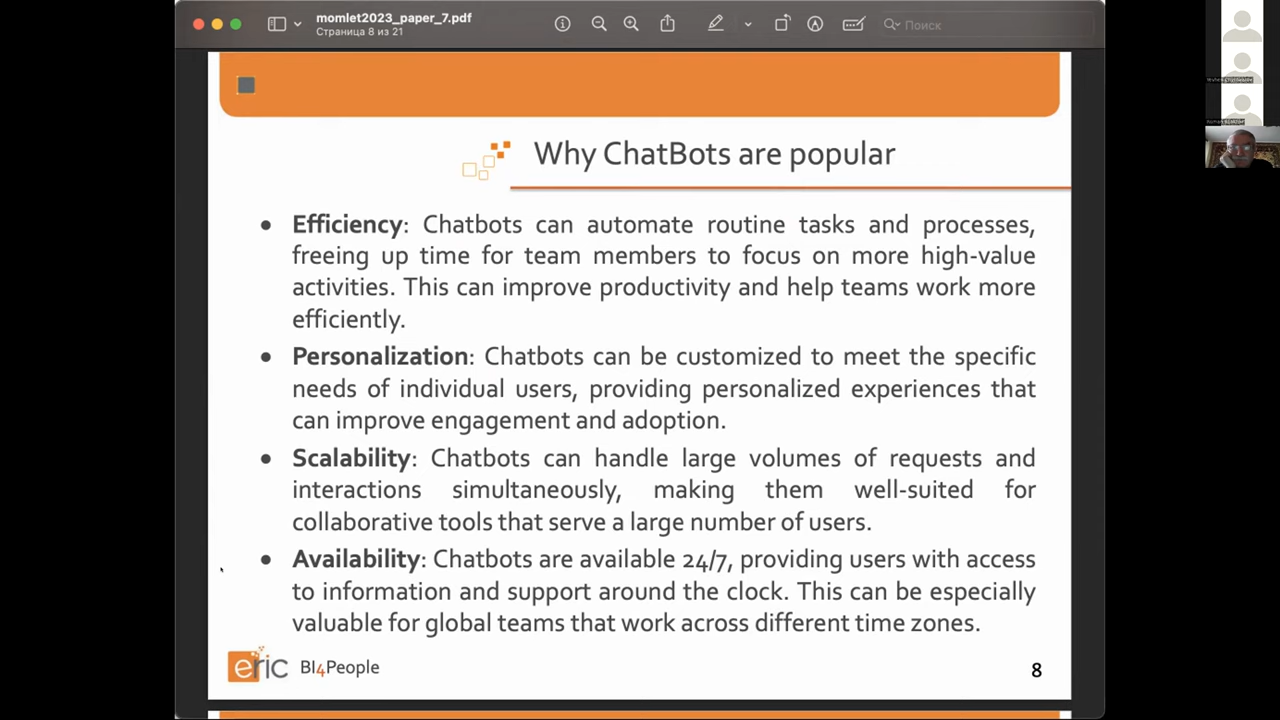 momlet2023_paper_7.pdf
Страница 8 из 21
Поиск
Why ChatBots are popular
• Efficiency: Chatbots can automate routine tasks and processes,
freeing up time for team members to focus on more high-value
activities. This can improve productivity and help teams work more
efficiently.
• Personalization: Chatbots can be customized to meet the specific
needs of individual users, providing personalized experiences that
can improve engagement and adoption.
• Scalability: Chatbots can handle large volumes of requests and
interactions simultaneously, making them well-suited for
collaborative tools that serve a large number of users.
• Availability: Chatbots are available 24/7, providing users with access
to information and support around the clock. This can be especially
valuable for global teams that work across different time zones.
eric BI4People
8